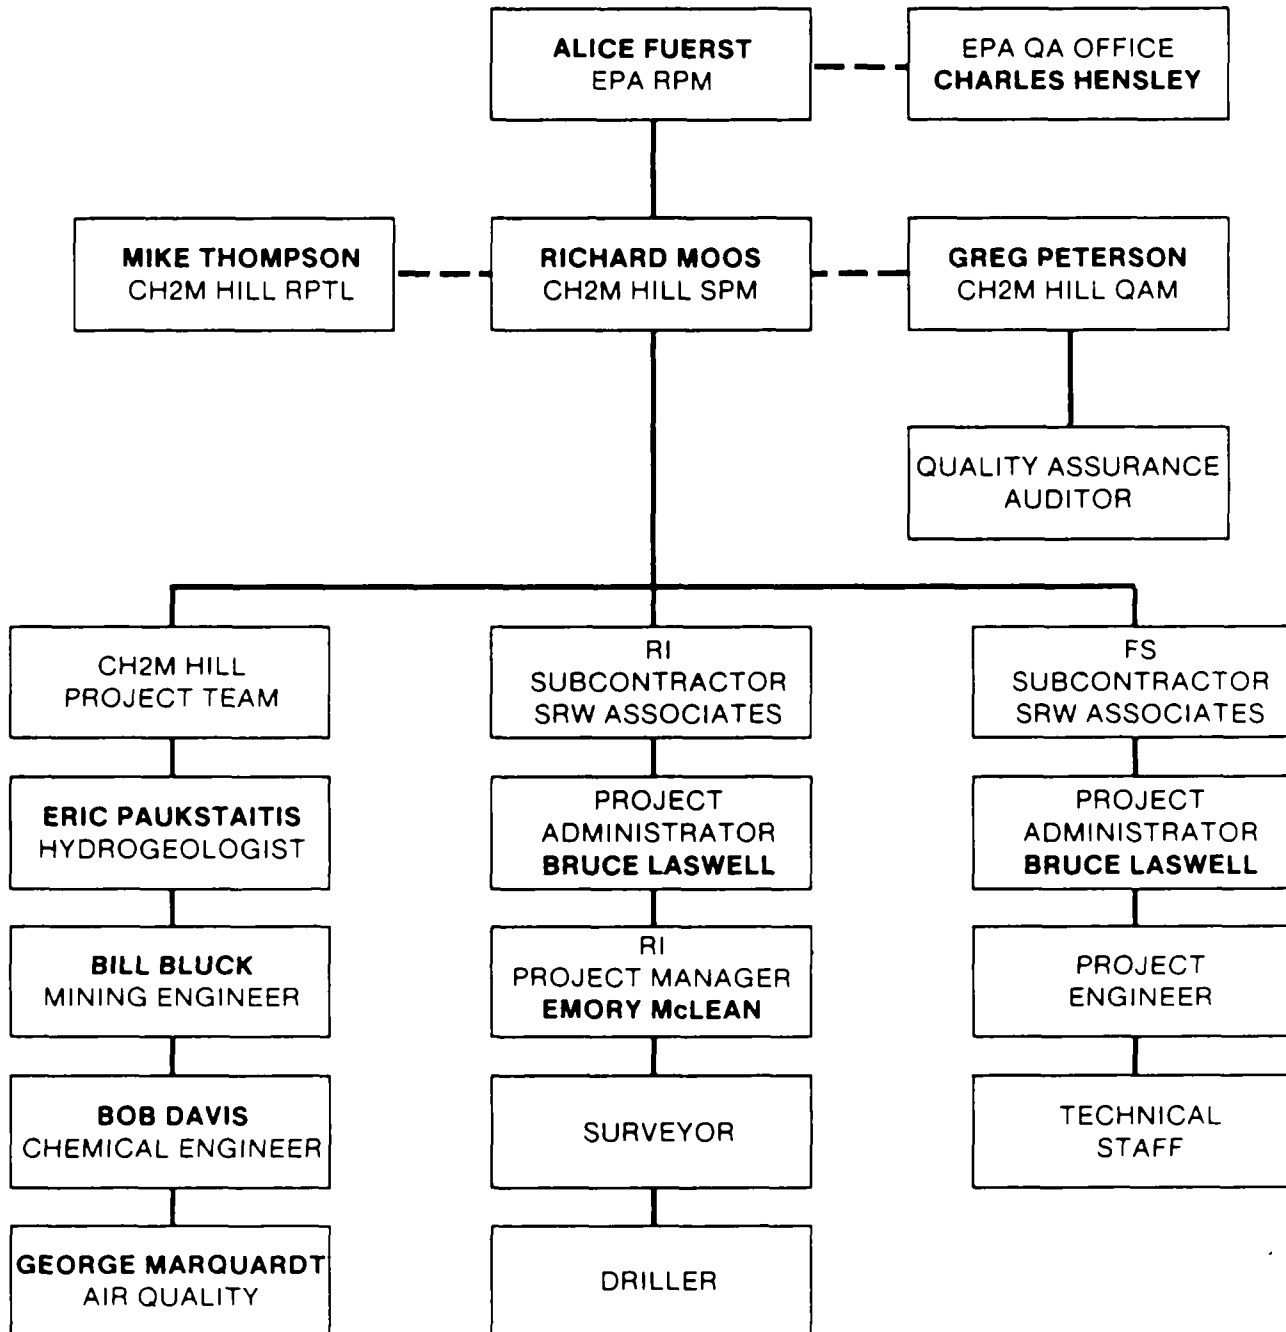 ALICE FUERST
EPA RPM
EPA QA OFFICE
CHARLES HENSLEY
MIKE THOMPSON
CH2M HILL RPTL
RICHARD MOOS
CH2M HILL SPM
GREG PETERSON
CH2M HILL QAM
QUALITY ASSURANCE
AUDITOR
CH2M HILL
PROJECT TEAM
ERIC PAUKSTAITIS
HYDROGEOLOGIST
BILL BLUCK
MINING ENGINEER
BOB DAVIS
CHEMICAL ENGINEER
GEORGE MARQUARDT
AIR QUALITY
RI
SUBCONTRACTOR
SRW ASSOCIATES
PROJECT
ADMINISTRATOR
BRUCE LASWELL
RI
PROJECT MANAGER
EMORY McLEAN
SURVEYOR
DRILLER
FS
SUBCONTRACTOR
SRW ASSOCIATES
PROJECT
ADMINISTRATOR
BRUCE LASWELL
PROJECT
ENGINEER
TECHNICAL
STAFF